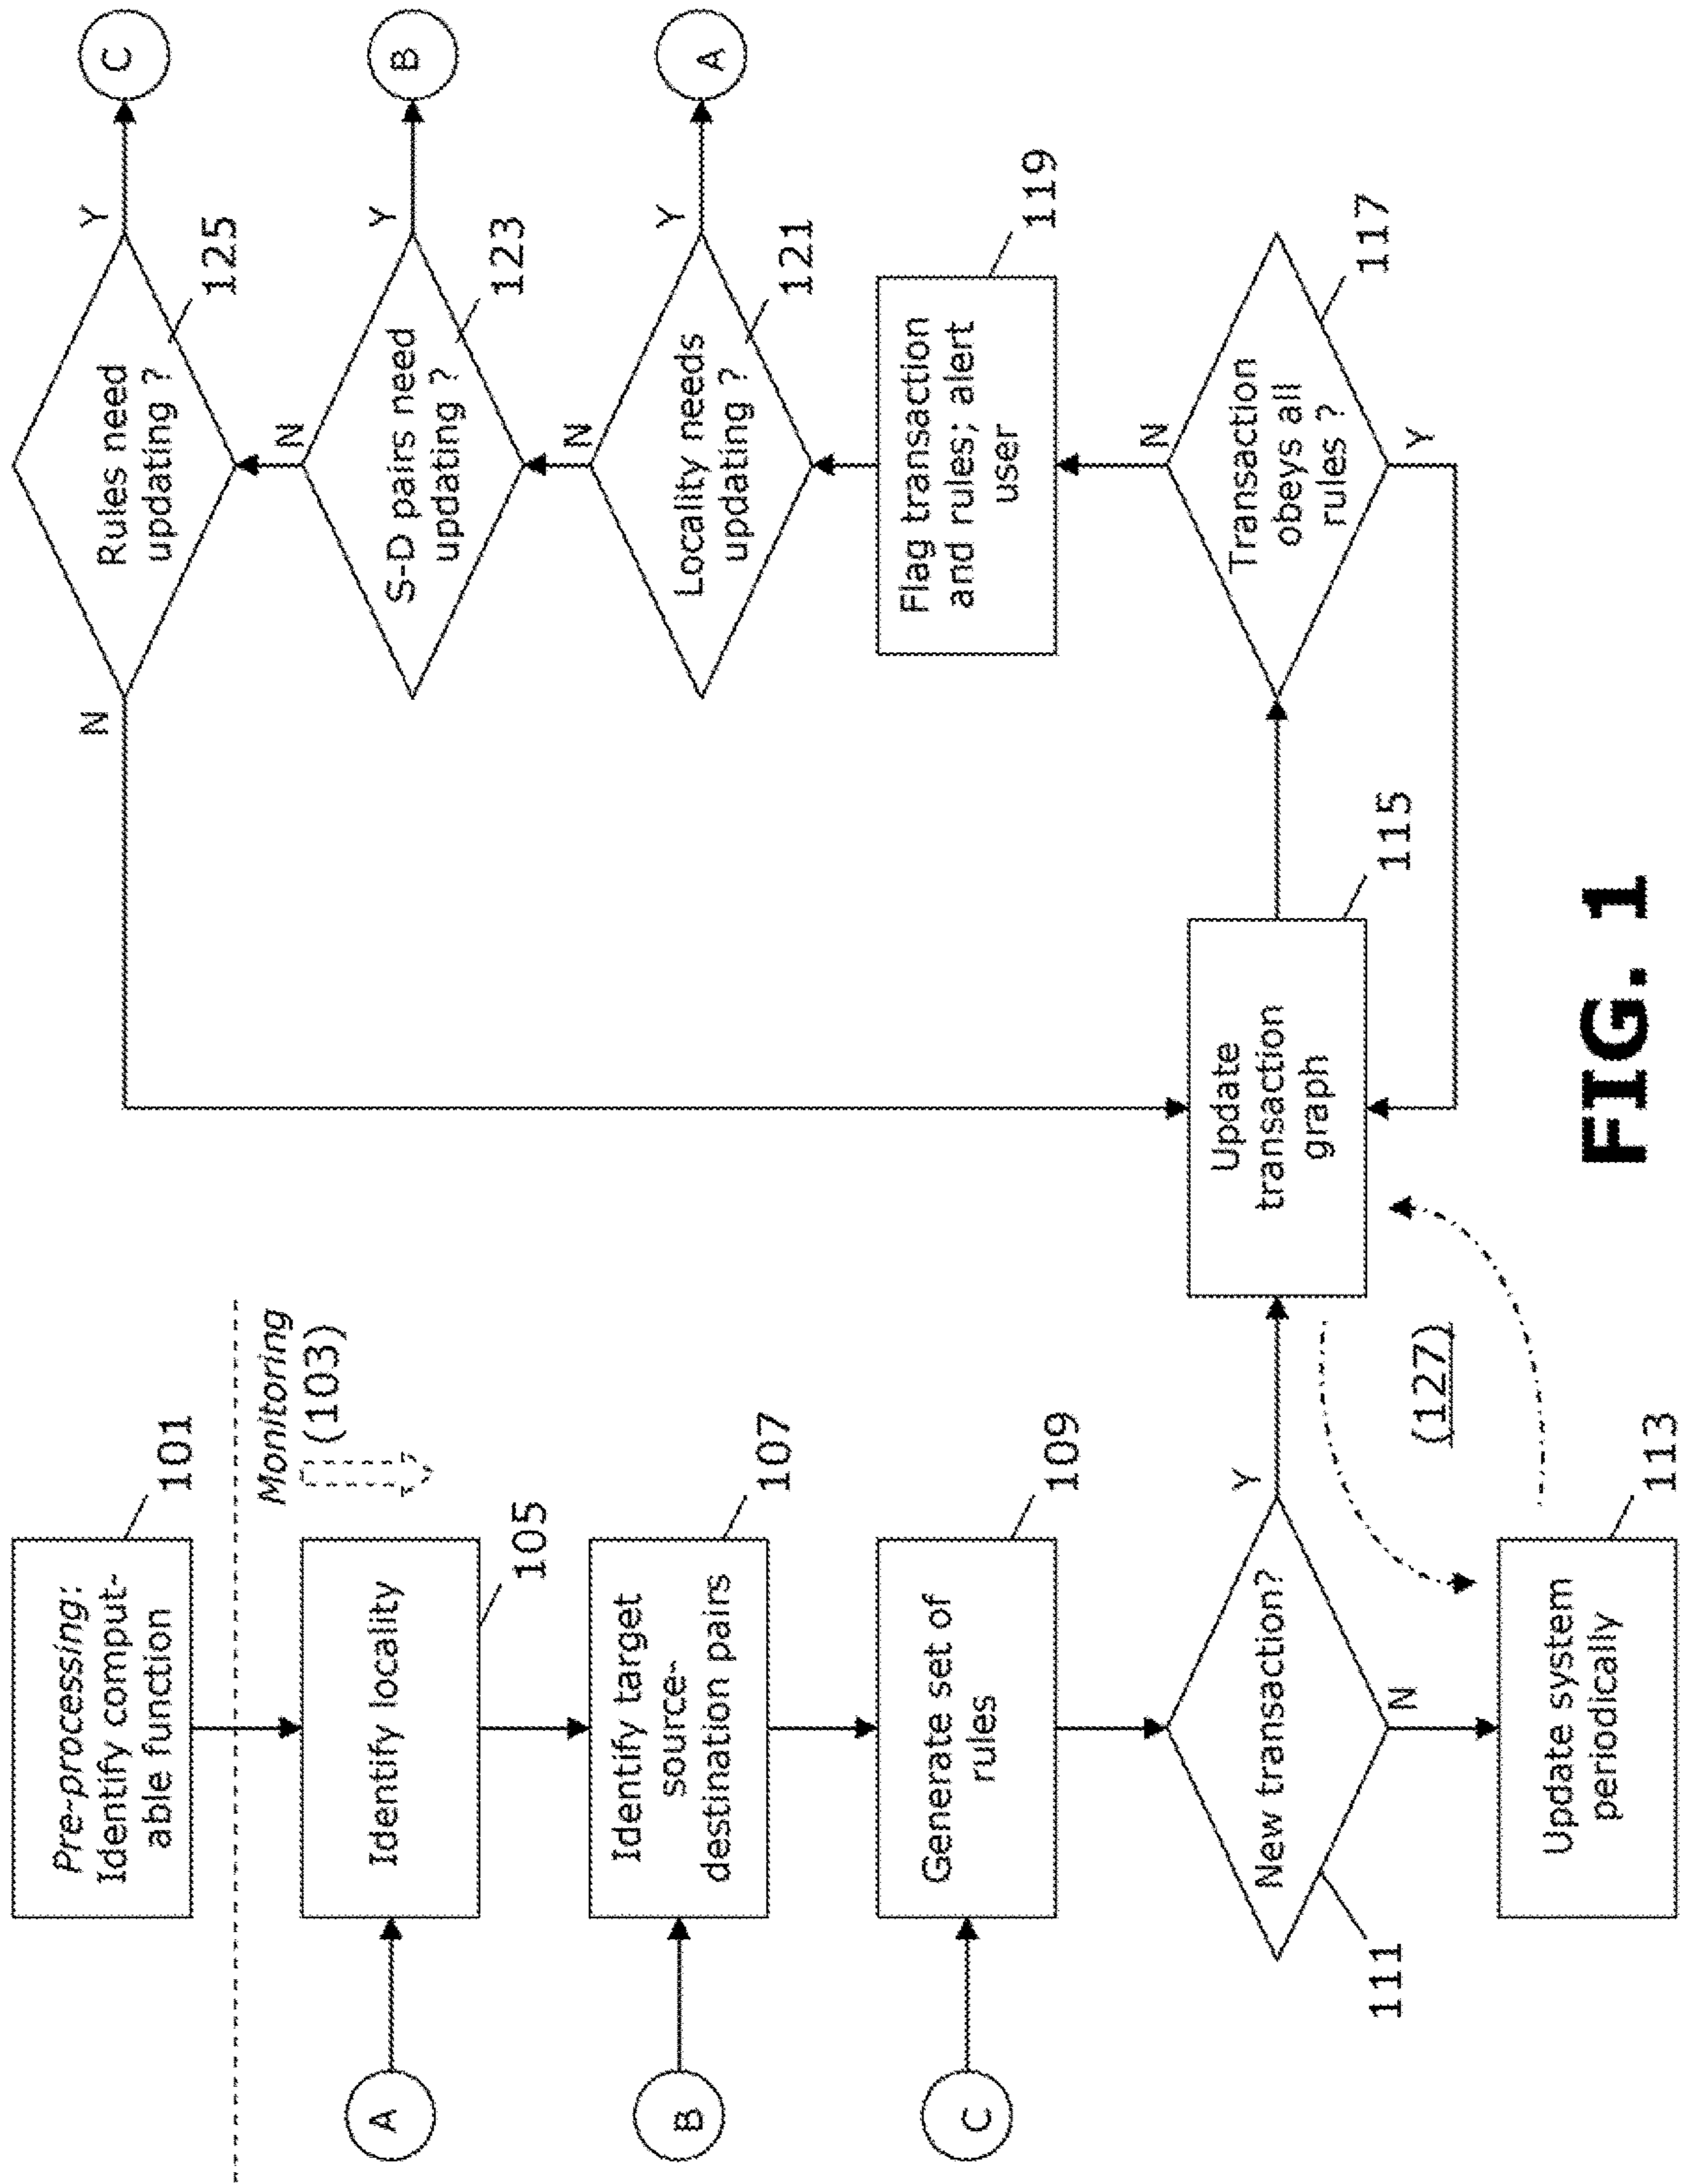 Pre-processing:
Identify comput-
able function
101
Monitoring
(103)
A
Identify locality
105
B
Identify target
source-
destination pairs
107
C
Generate set of
rules
109
New transaction?
111
Y
N
Update system
periodically
113
(127)
Update
transaction
graph
115
Transaction
obeys all
rules ?
117
N
Y
Flag transaction
and rules; alert
user
119
Locality needs
updating ?
121
Y
A
N
S-D pairs need
updating ?
123
Y
B
N
Rules need
updating ?
125
Y
C
N
FIG. 1